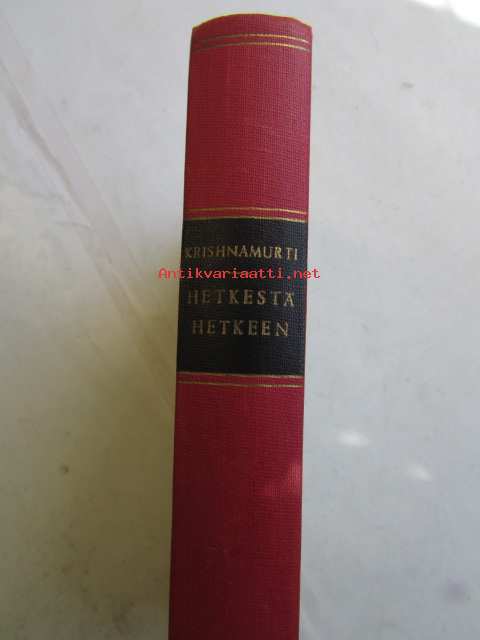 KRISHNAMURTI
Antikvariaatti.net
HETKESTÄ
HETKEEN